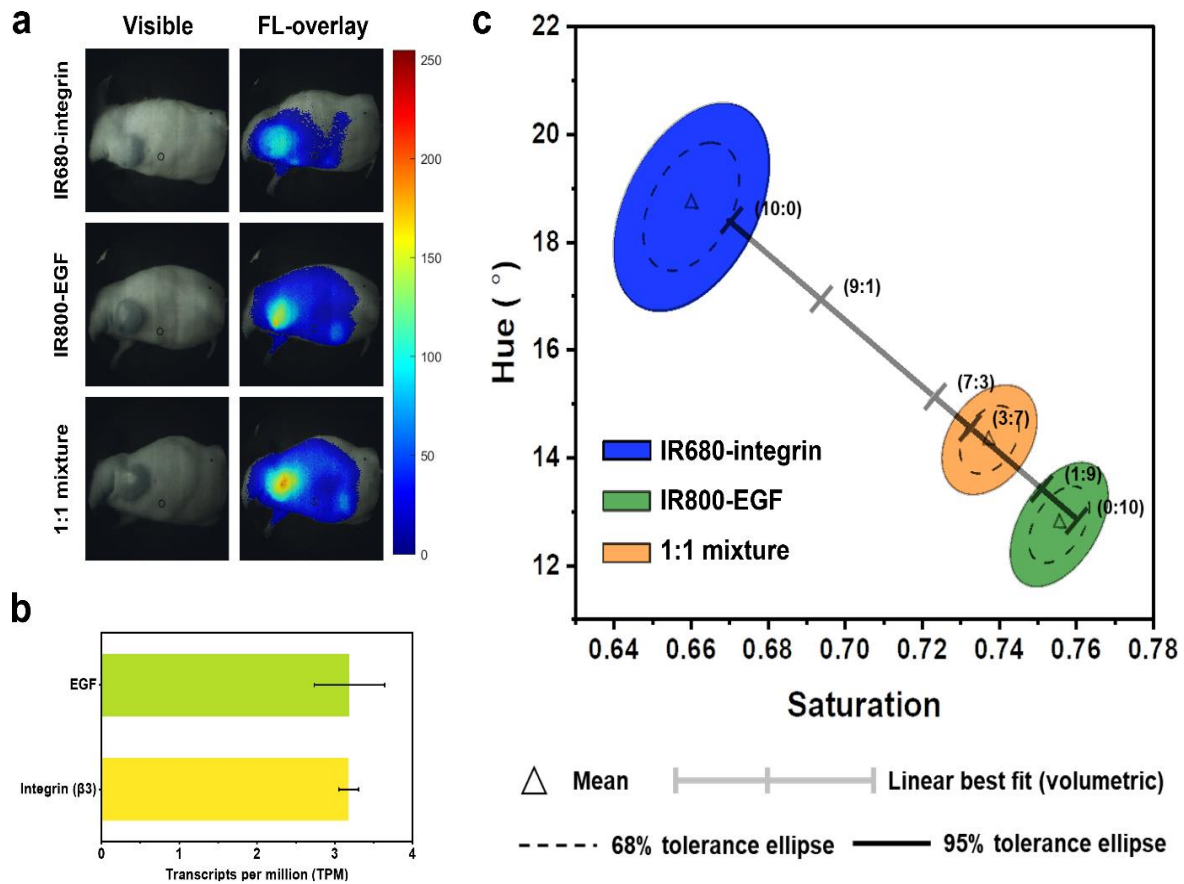 a
Visible
FL-overlay
IR680-integrin
IR800-EGF
1:1 mixture
250
200
150
100
50
0
b
EGF
Integrin (β3)
0 1 2 3 4
Transcripts per million (TPM)
c
22
20
18
16
14
12
Hue (°)
(10:0)
(9:1)
(7:3)
(3:7)
(1:9)
(0:10)
IR680-integrin
IR800-EGF
1:1 mixture
0.64 0.66 0.68 0.70 0.72 0.74 0.76 0.78
Saturation
Mean
Linear best fit (volumetric)
68% tolerance ellipse
95% tolerance ellipse